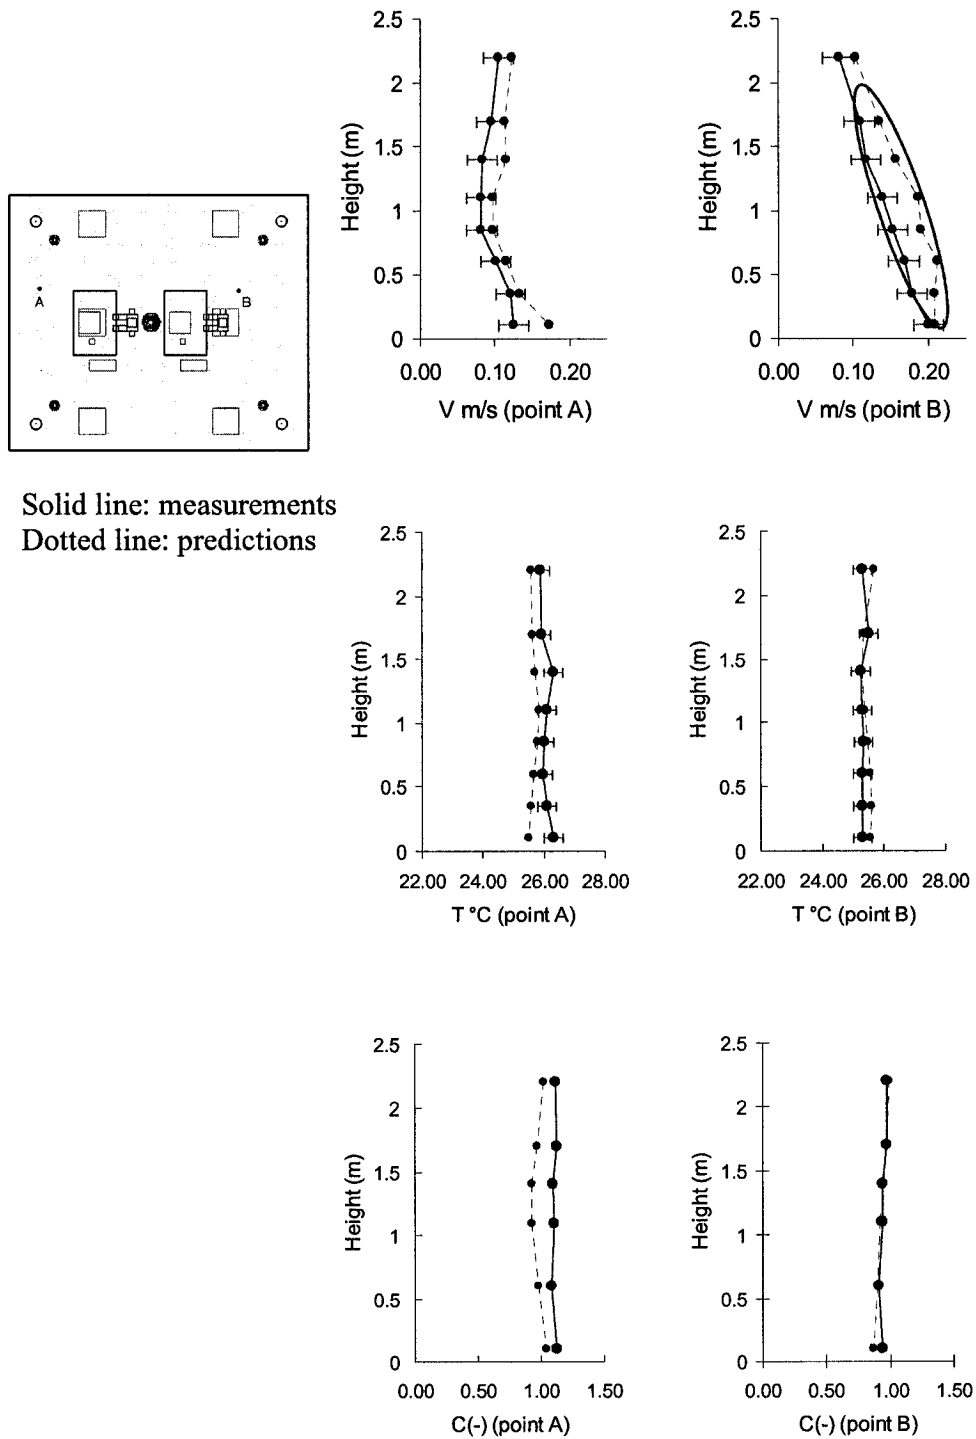 2.5
2
1.5
1
0.5
0
Height (m)
0.00 0.10 0.20
V m/s (point A)
2.5
2
1.5
1
0.5
0
Height (m)
0.00 0.10 0.20
V m/s (point B)
A
B
Solid line: measurements
Dotted line: predictions
2.5
2
1.5
1
0.5
0
Height (m)
22.00 24.00 26.00 28.00
T °C (point A)
2.5
2
1.5
1
0.5
0
Height (m)
22.00 24.00 26.00 28.00
T °C (point B)
2.5
2
1.5
1
0.5
0
Height (m)
0.00 0.50 1.00 1.50
C(-) (point A)
2.5
2
1.5
1
0.5
0
Height (m)
0.00 0.50 1.00 1.50
C(-) (point B)